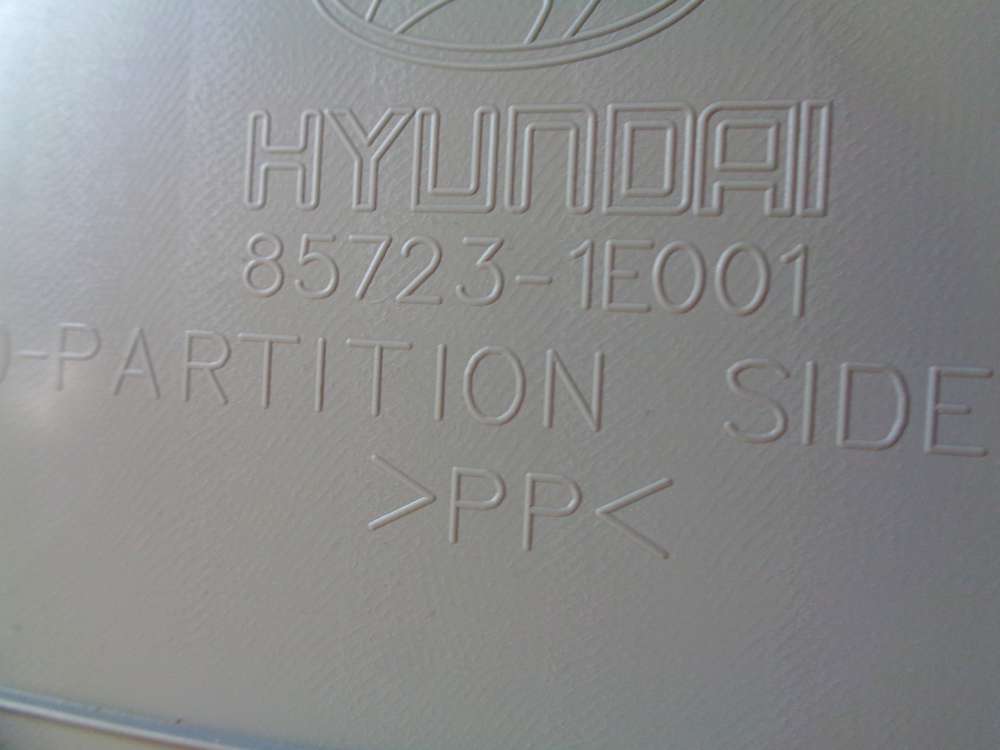 HYUNDAI
85723-1E001
-PARTITION SIDE
>PP<